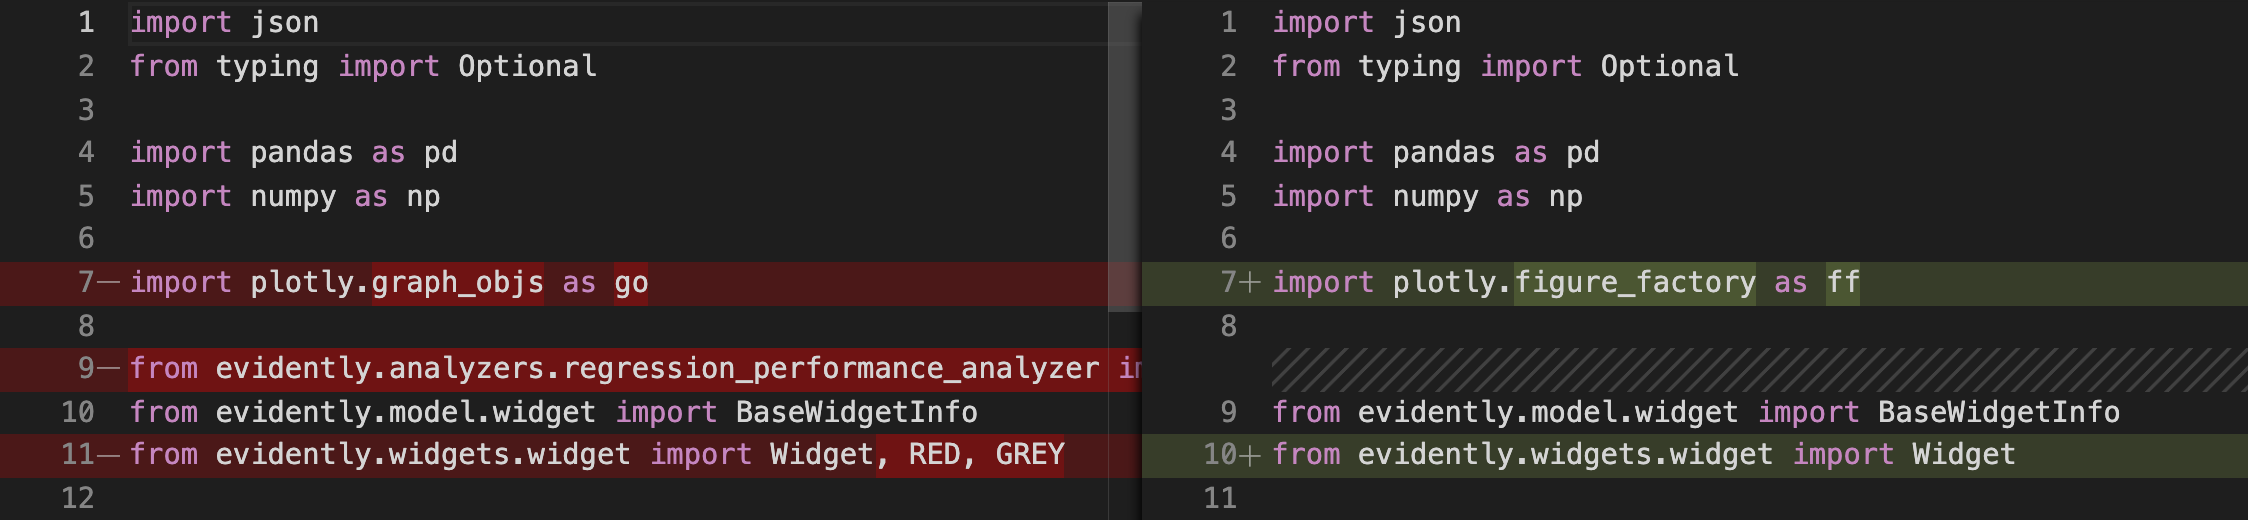 1 import json
2 from typing import Optional
3
4 import pandas as pd
5 import numpy as np
6
7— import plotly.graph_objs as go
8
9— from evidently.analyzers.regression_performance_analyzer
10 from evidently.model.widget import BaseWidgetInfo
11— from evidently.widgets.widget import Widget, RED, GREY
12
1 import json
2 from typing import Optional
3
4 import pandas as pd
5 import numpy as np
6
7+ import plotly.figure_factory as ff
8
9 from evidently.model.widget import BaseWidgetInfo
10+ from evidently.widgets.widget import Widget
11